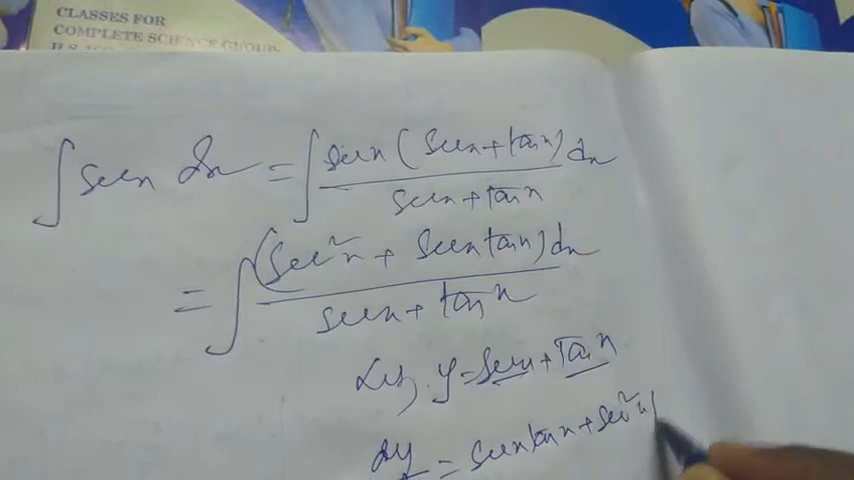 CLASSES FOR
COMPLETE SCIENCE GROUP
∫ secx dx = ∫ secx (secx + tanx) dx / secx + tanx
= ∫ (sec²x + secx tanx) dx / secx + tanx
Let, y = secx + tanx
dy = secx tanx + sec²x